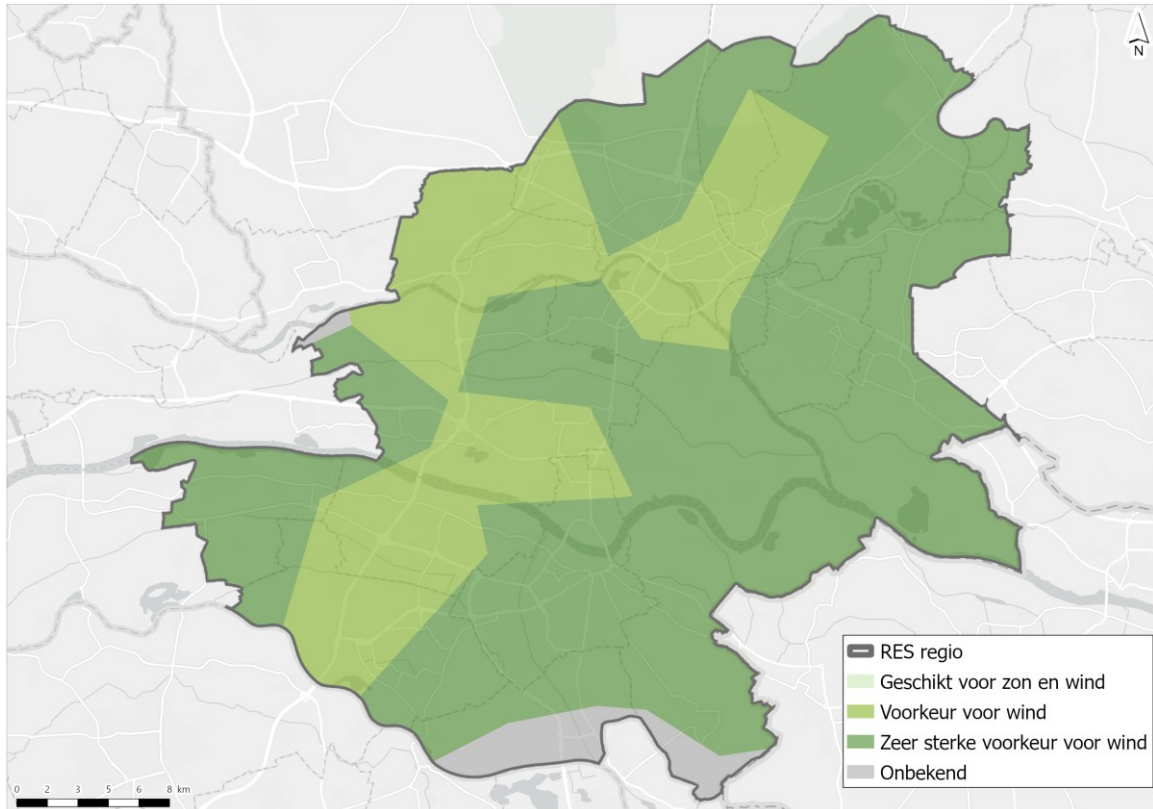 N
RES regio
Geschikt voor zon en wind
Voorkeur voor wind
Zeer sterke voorkeur voor wind
Onbekend
0 2 3 5 6 8 km